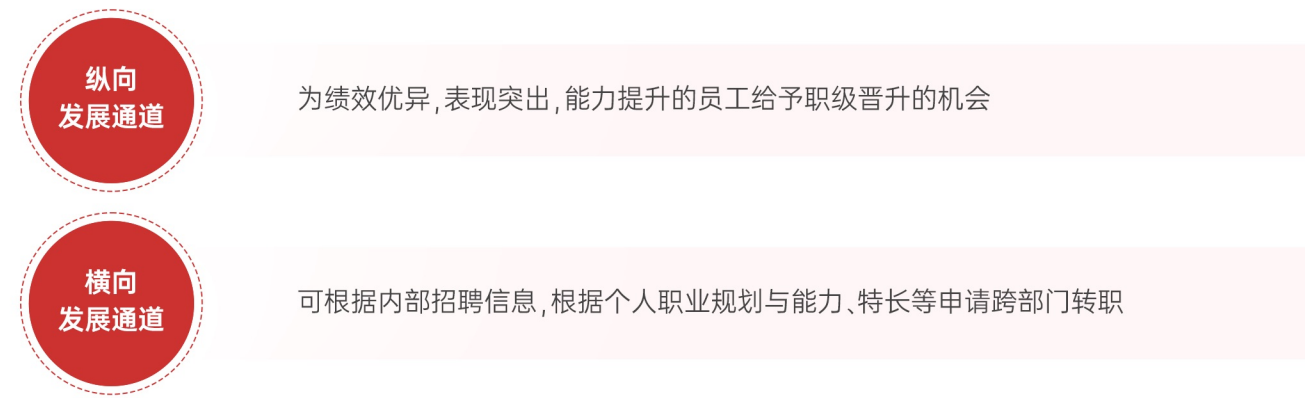 纵向
发展通道
为绩效优异,表现突出,能力提升的员工给予职级晋升的机会
横向
发展通道
可根据内部招聘信息,根据个人职业规划与能力、特长等申请跨部门转职